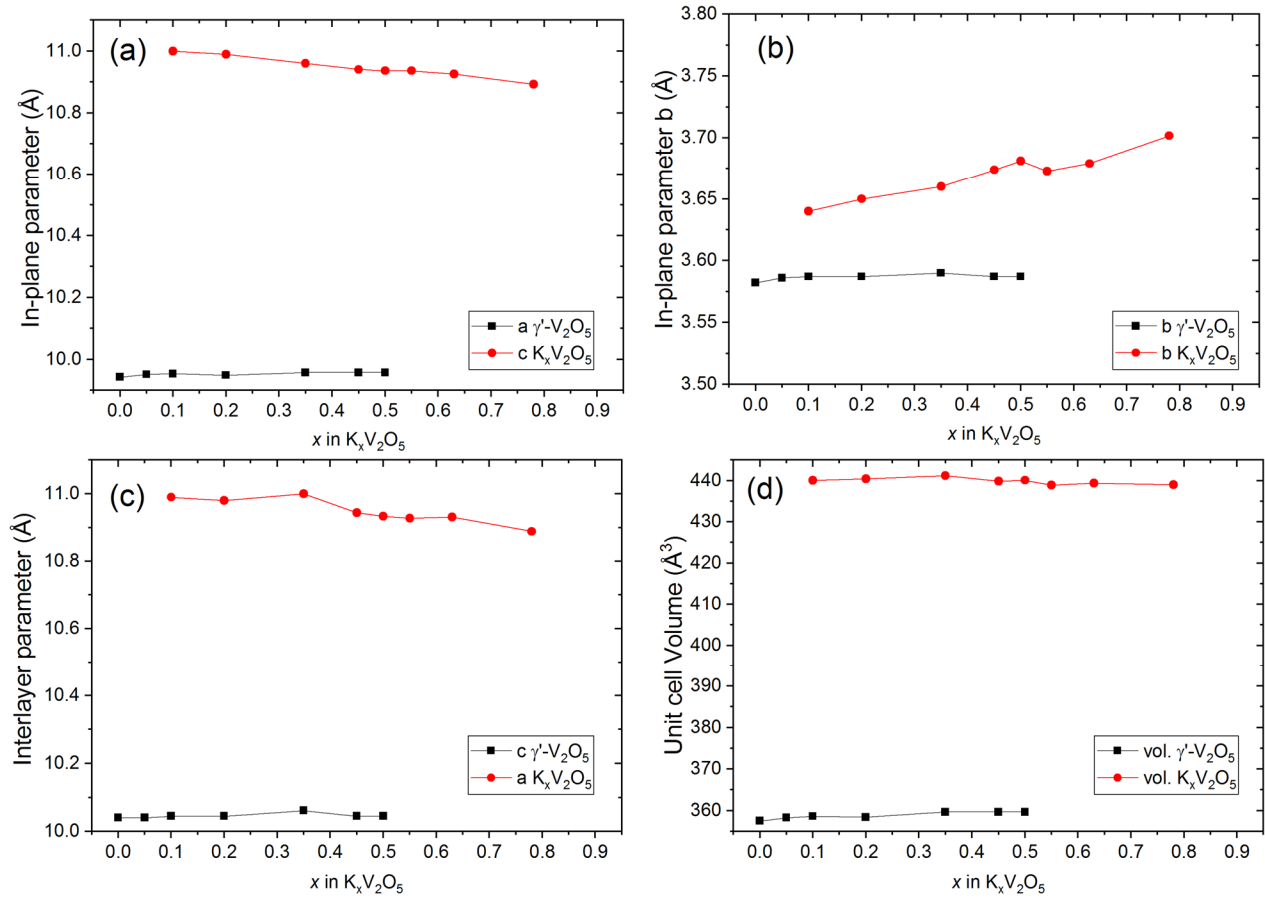 (a)
In-plane parameter (Å)
11.0
10.8
10.6
10.4
10.2
10.0
a γ'-V₂O₅
c KₓV₂O₅
0.0 0.1 0.2 0.3 0.4 0.5 0.6 0.7 0.8 0.9
x in KₓV₂O₅
(b)
In-plane parameter b (Å)
3.80
3.75
3.70
3.65
3.60
3.55
3.50
b γ'-V₂O₅
b KₓV₂O₅
0.0 0.1 0.2 0.3 0.4 0.5 0.6 0.7 0.8 0.9
x in KₓV₂O₅
(c)
Interlayer parameter (Å)
11.0
10.8
10.6
10.4
10.2
10.0
c γ'-V₂O₅
a KₓV₂O₅
0.0 0.1 0.2 0.3 0.4 0.5 0.6 0.7 0.8 0.9
x in KₓV₂O₅
(d)
Unit cell Volume (Å³)
440
430
420
410
400
390
380
370
360
vol. γ'-V₂O₅
vol. KₓV₂O₅
0.0 0.1 0.2 0.3 0.4 0.5 0.6 0.7 0.8 0.9
x in KₓV₂O₅